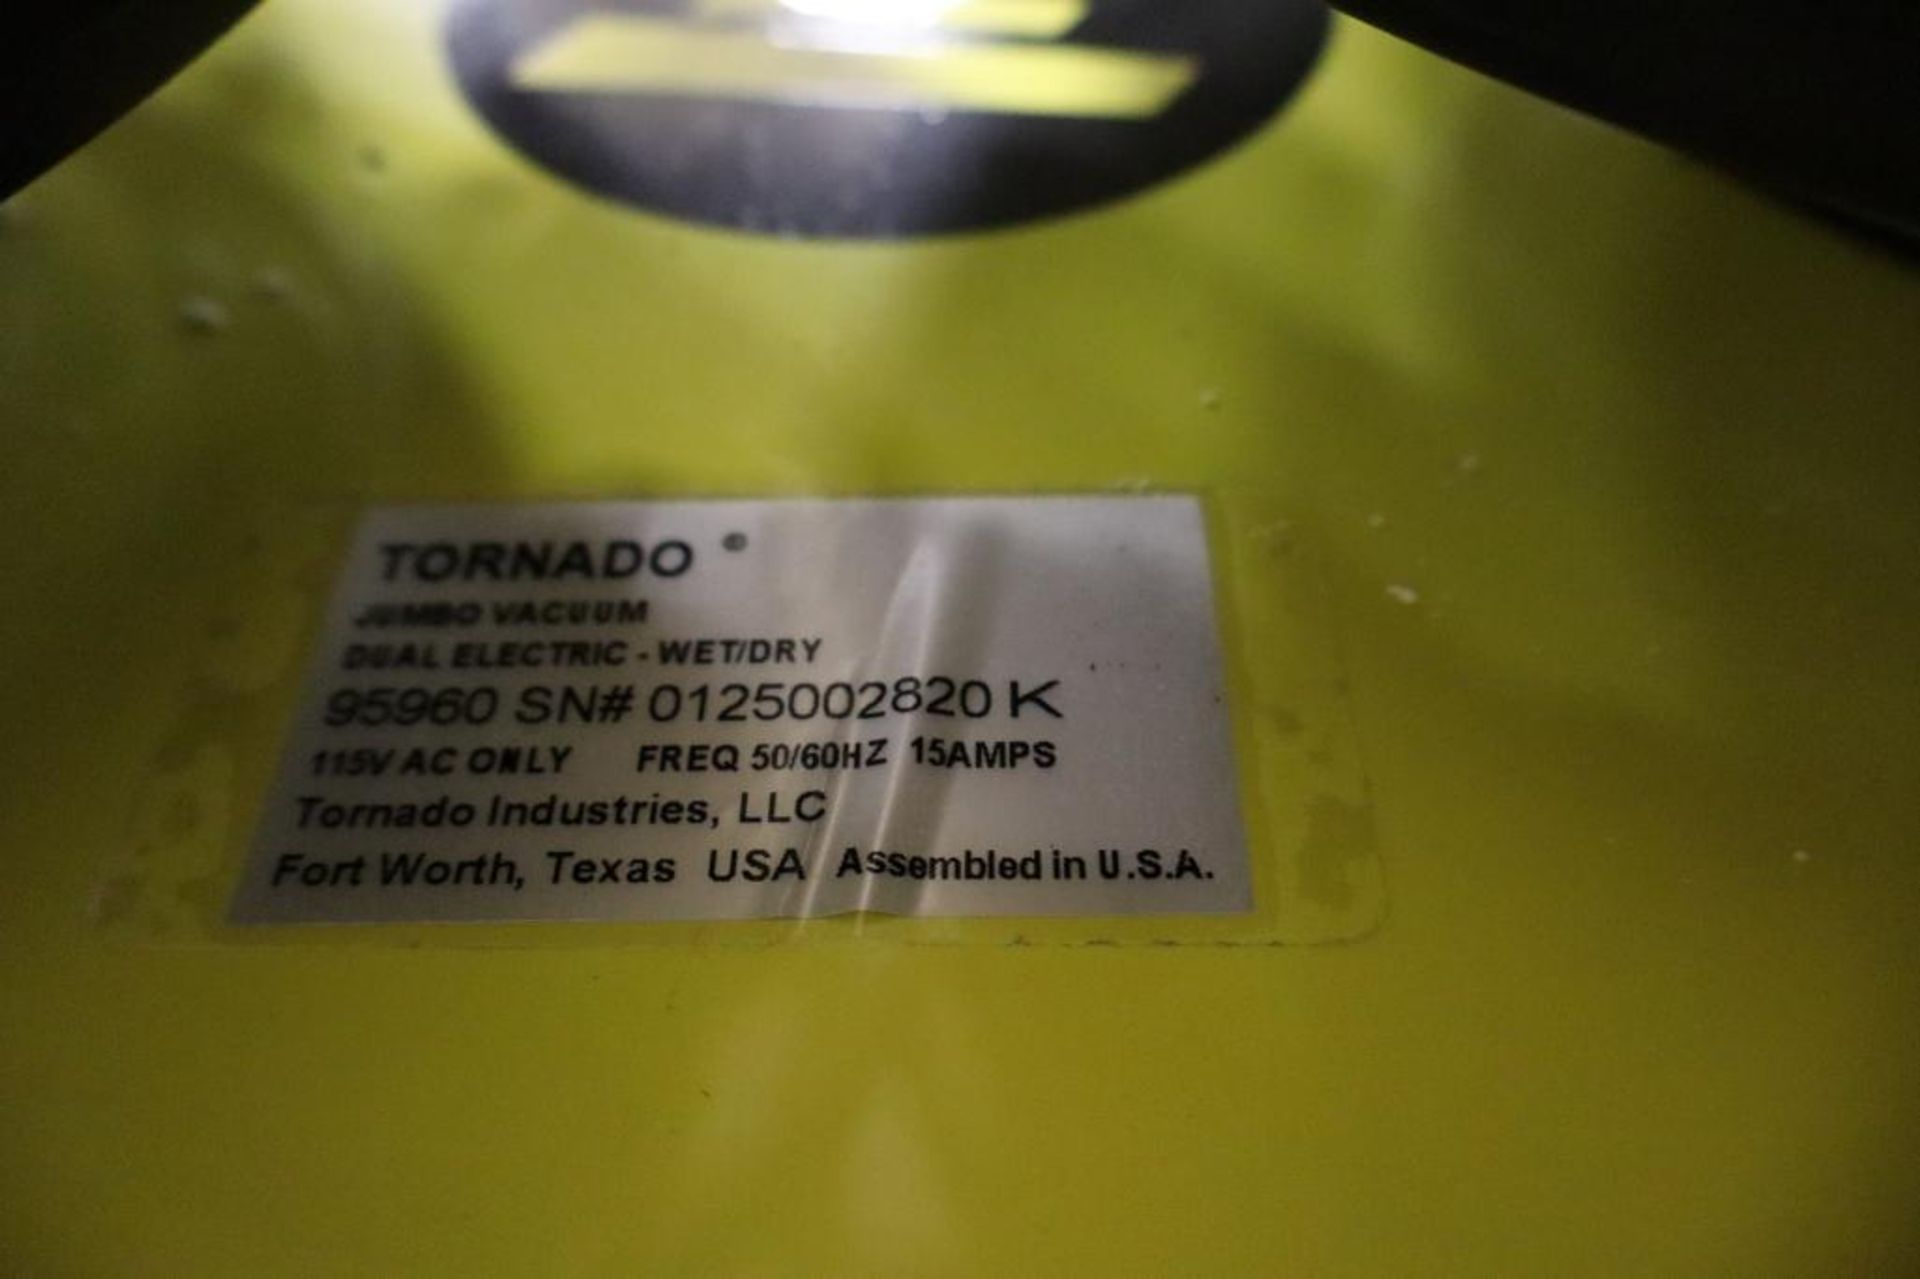 TORNADO ®
JUMBO VACUUM
DUAL ELECTRIC - WET/DRY
95960 SN# 0125002820 K
115V AC ONLY FREQ 50/60HZ 15AMPS
Tornado Industries, LLC
Fort Worth, Texas USA Assembled in U.S.A.